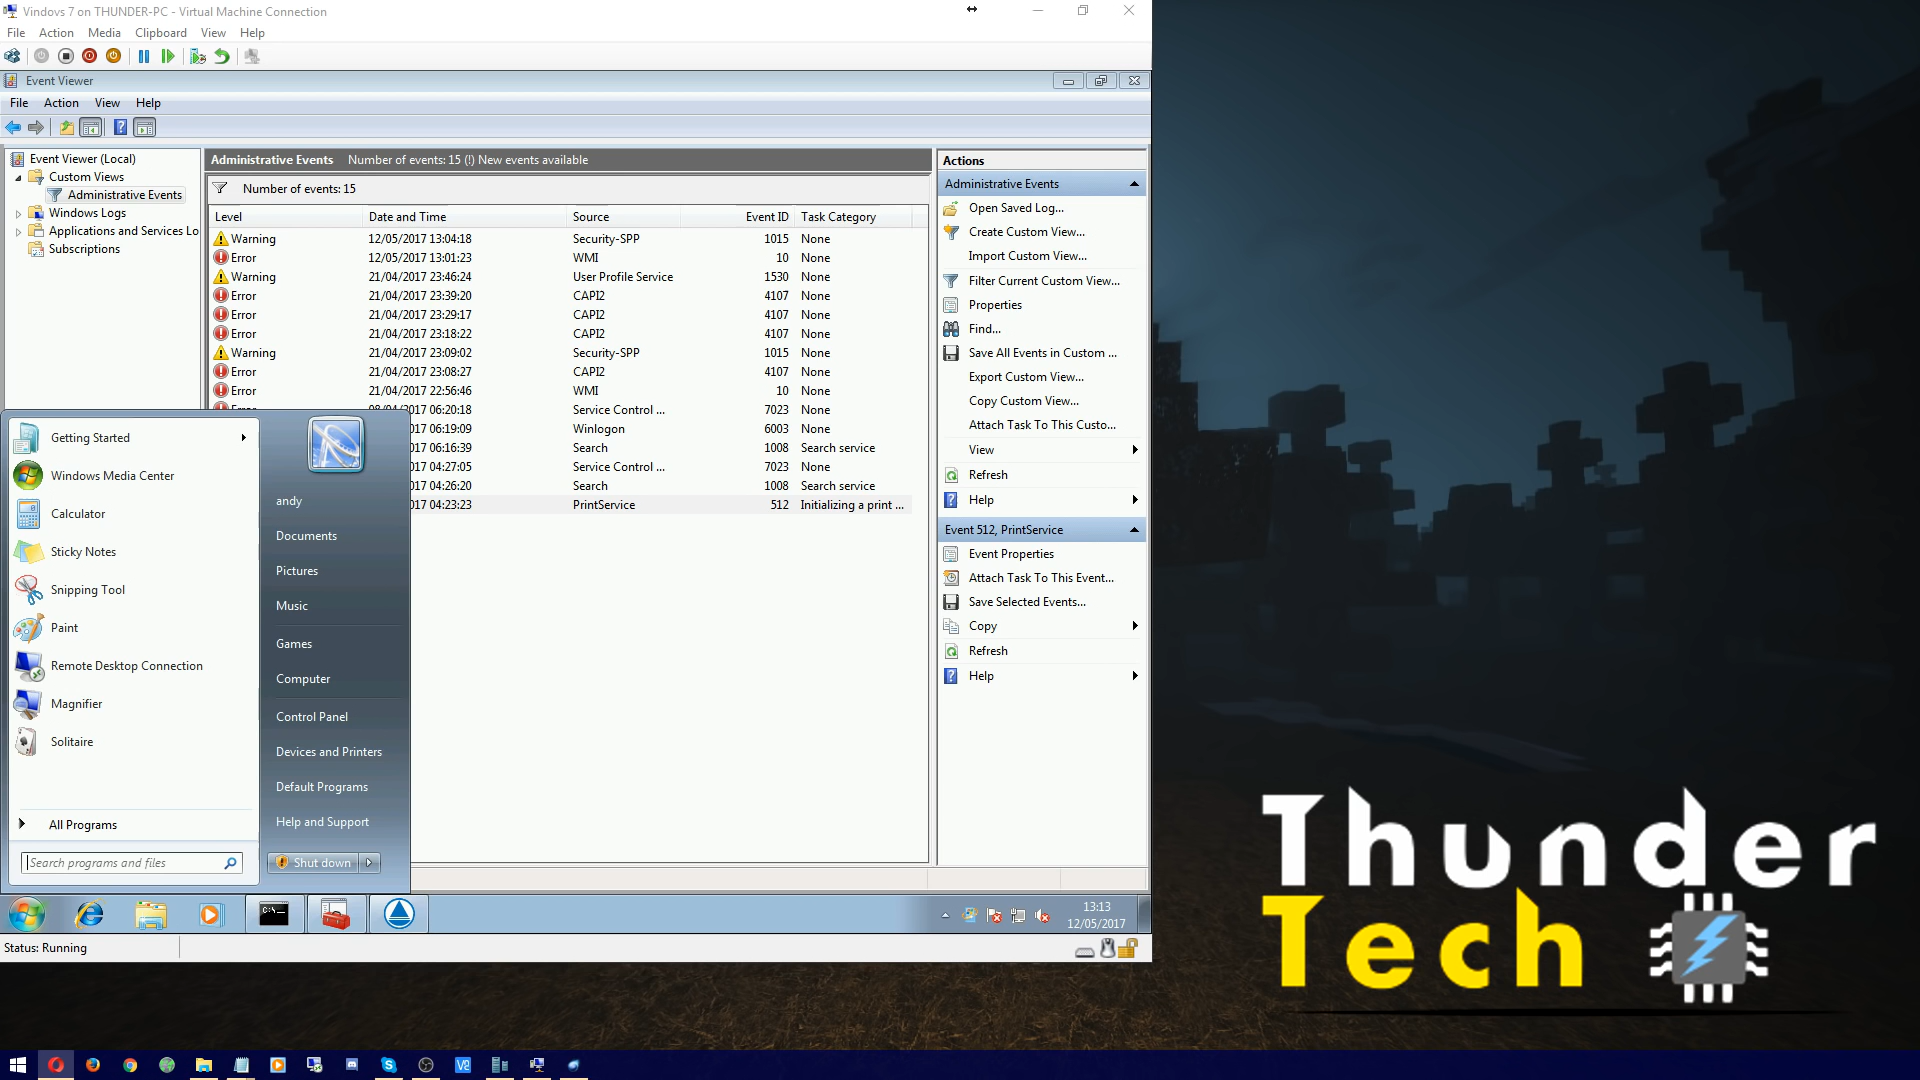 Vindovs 7 on THUNDER-PC - Virtual Machine Connection
File Action Media Clipboard View Help
Event Viewer
File Action View Help
Event Viewer (Local)
Custom Views
Administrative Events
Windows Logs
Applications and Services Lo
Subscriptions
Administrative Events Number of events: 15 (!) New events available
Number of events: 15
Level Date and Time Source Event ID Task Category
Warning 12/05/2017 13:04:18 Security-SPP 1015 None
Error 12/05/2017 13:01:23 WMI 10 None
Warning 21/04/2017 23:46:24 User Profile Service 1530 None
Error 21/04/2017 23:39:20 CAPI2 4107 None
Error 21/04/2017 23:29:17 CAPI2 4107 None
Error 21/04/2017 23:18:22 CAPI2 4107 None
Warning 21/04/2017 23:09:02 Security-SPP 1015 None
Error 21/04/2017 23:08:27 CAPI2 4107 None
Error 21/04/2017 22:56:46 WMI 10 None
Error 08/04/2017 06:20:18 Service Control ... 7023 None
017 06:19:09 Winlogon 6003 None
017 06:16:39 Search 1008 Search service
017 04:27:05 Service Control ... 7023 None
017 04:26:20 Search 1008 Search service
017 04:23:23 PrintService 512 Initializing a print ...
Actions
Administrative Events
Open Saved Log...
Create Custom View...
Import Custom View...
Filter Current Custom View...
Properties
Find...
Save All Events in Custom ...
Export Custom View...
Copy Custom View...
Attach Task To This Custo...
View
Refresh
Help
Event 512, PrintService
Event Properties
Attach Task To This Event...
Save Selected Events...
Copy
Refresh
Help
Getting Started
Windows Media Center
Calculator
Sticky Notes
Snipping Tool
Paint
Remote Desktop Connection
Magnifier
Solitaire
All Programs
Search programs and files
andy
Documents
Pictures
Music
Games
Computer
Control Panel
Devices and Printers
Default Programs
Help and Support
Shut down
C:\_
13:13
12/05/2017
Status: Running
Thunder
Tech
V2